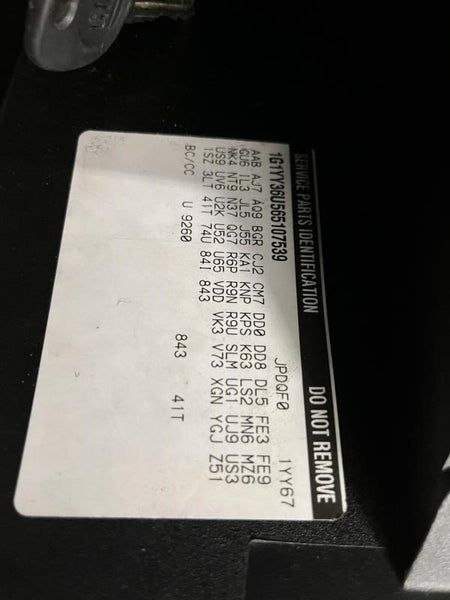 SERVICE PARTS IDENTIFICATION DO NOT REMOVE
1G1YY36U565107539 JPDQF0 1YY67
AAB AJ7 AQ9 BGR CJ2 CM7 DD0 DD8 DL5 FE3 FE9
GU6 IL3 JL5 J55 KA1 KNP KPS K63 LS2 MN6 MZ6
NK4 NT9 N37 QG7 R6P R9N R9U SLM UG1 UJ9 US3
US9 UV6 U2K U52 U65 VDD VK3 V73 XGN YGJ Z51
1SZ 3LT 41T 74U 84I 843
BC/CC U 9260 843 41T